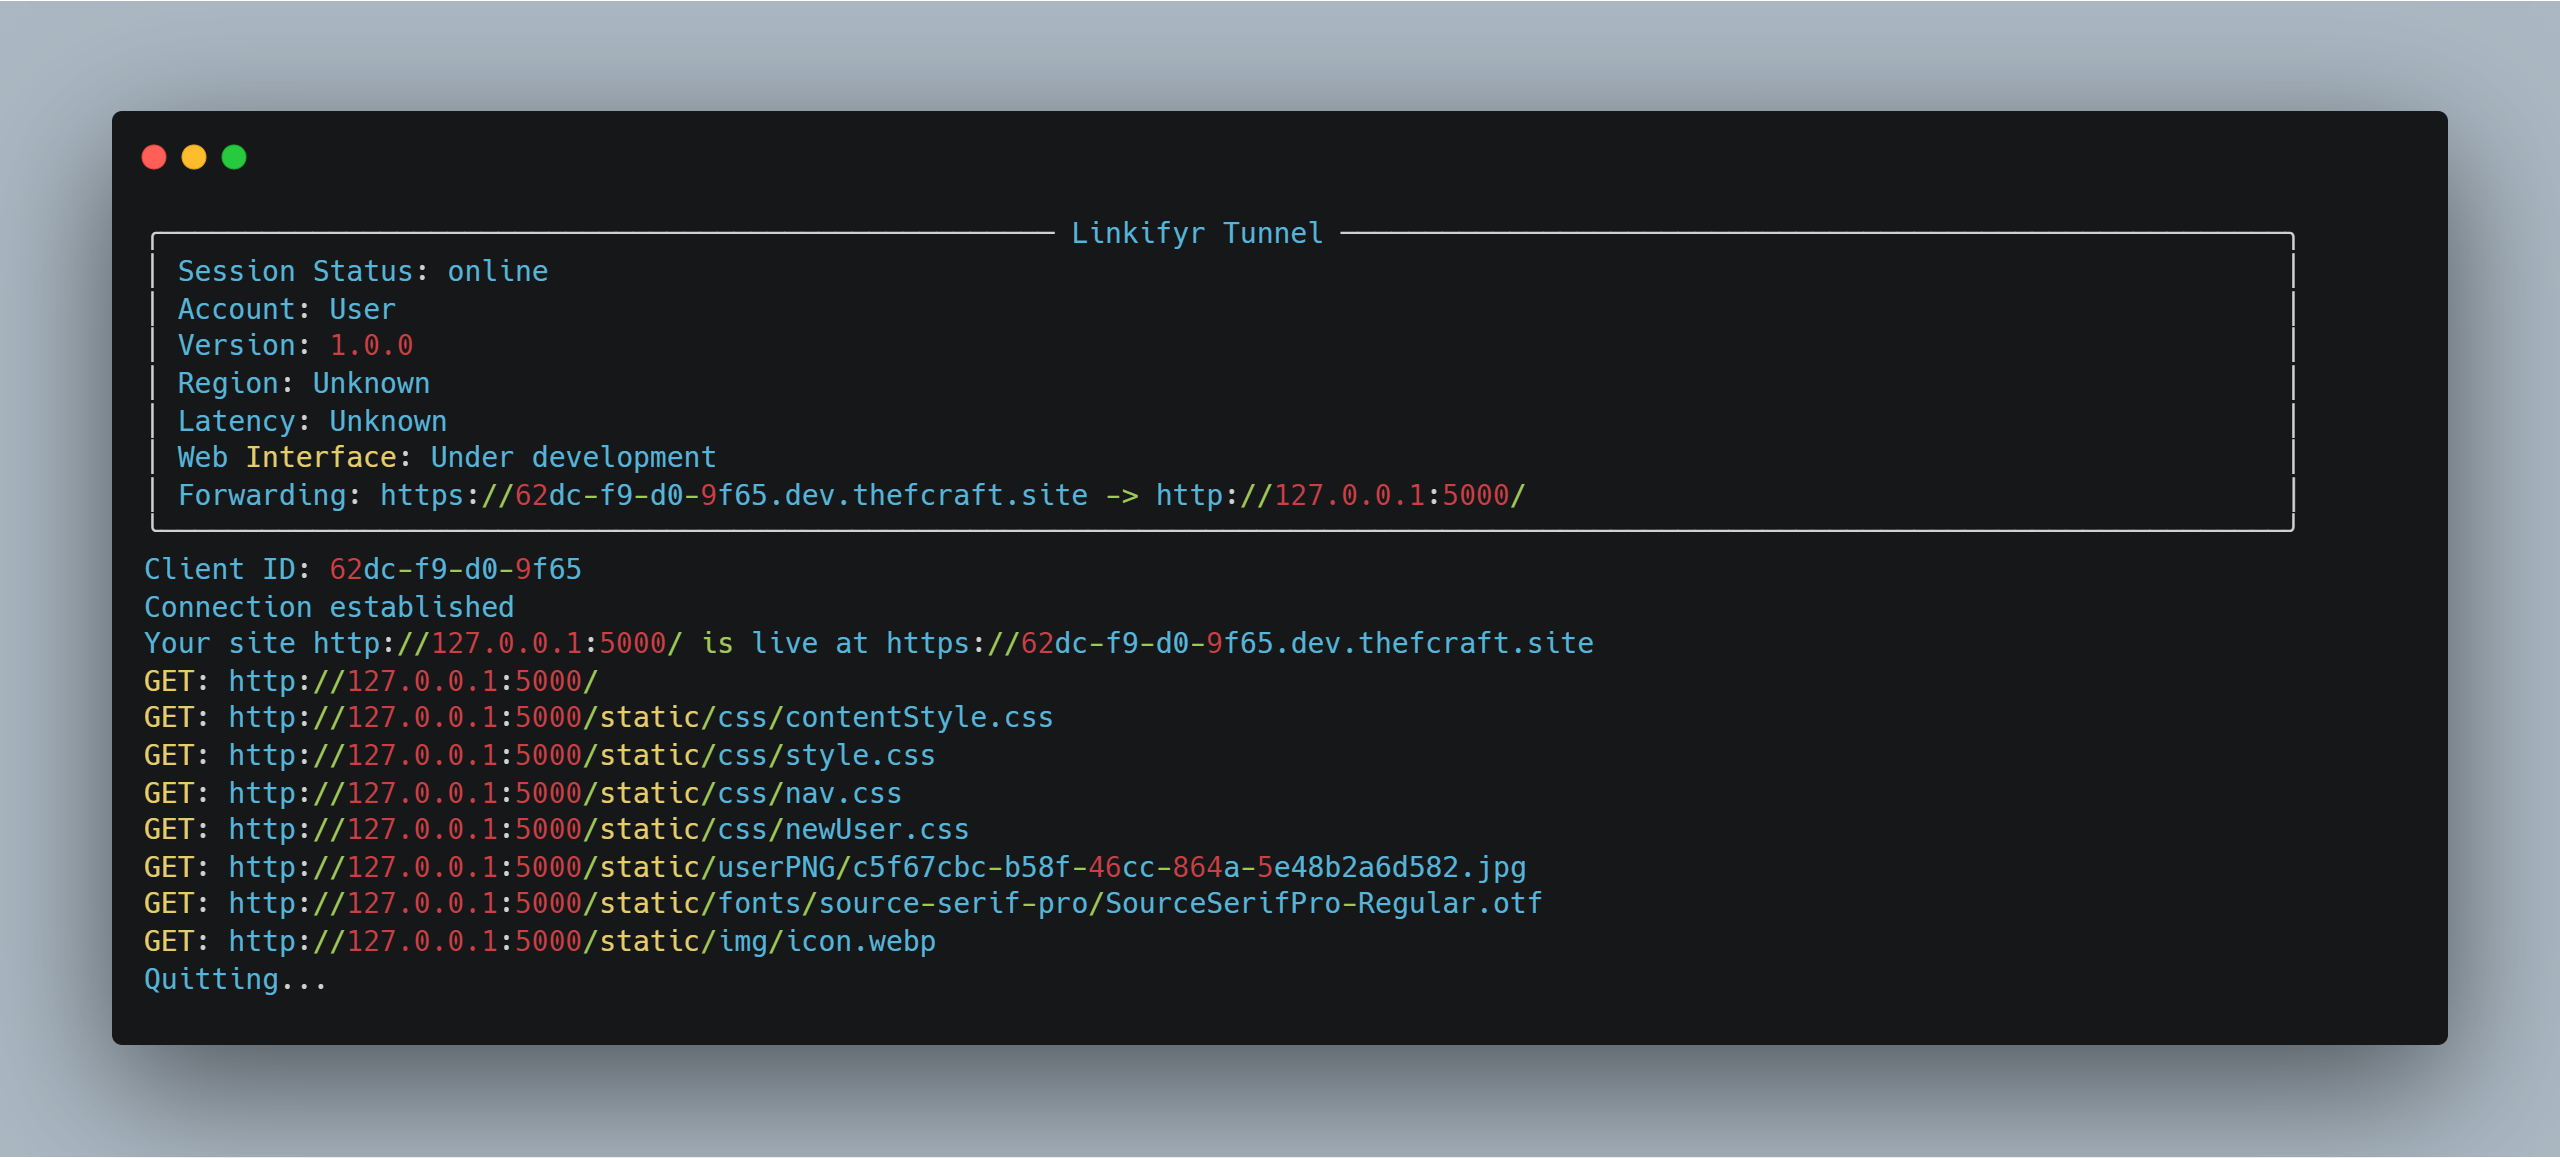 Linkifyr Tunnel
Session Status: online
Account: User
Version: 1.0.0
Region: Unknown
Latency: Unknown
Web Interface: Under development
Forwarding: https://62dc-f9-d0-9f65.dev.thefcraft.site -> http://127.0.0.1:5000/
Client ID: 62dc-f9-d0-9f65
Connection established
Your site http://127.0.0.1:5000/ is live at https://62dc-f9-d0-9f65.dev.thefcraft.site
GET: http://127.0.0.1:5000/
GET: http://127.0.0.1:5000/static/css/contentStyle.css
GET: http://127.0.0.1:5000/static/css/style.css
GET: http://127.0.0.1:5000/static/css/nav.css
GET: http://127.0.0.1:5000/static/css/newUser.css
GET: http://127.0.0.1:5000/static/userPNG/c5f67cbc-b58f-46cc-864a-5e48b2a6d582.jpg
GET: http://127.0.0.1:5000/static/fonts/source-serif-pro/SourceSerifPro-Regular.otf
GET: http://127.0.0.1:5000/static/img/icon.webp
Quitting...